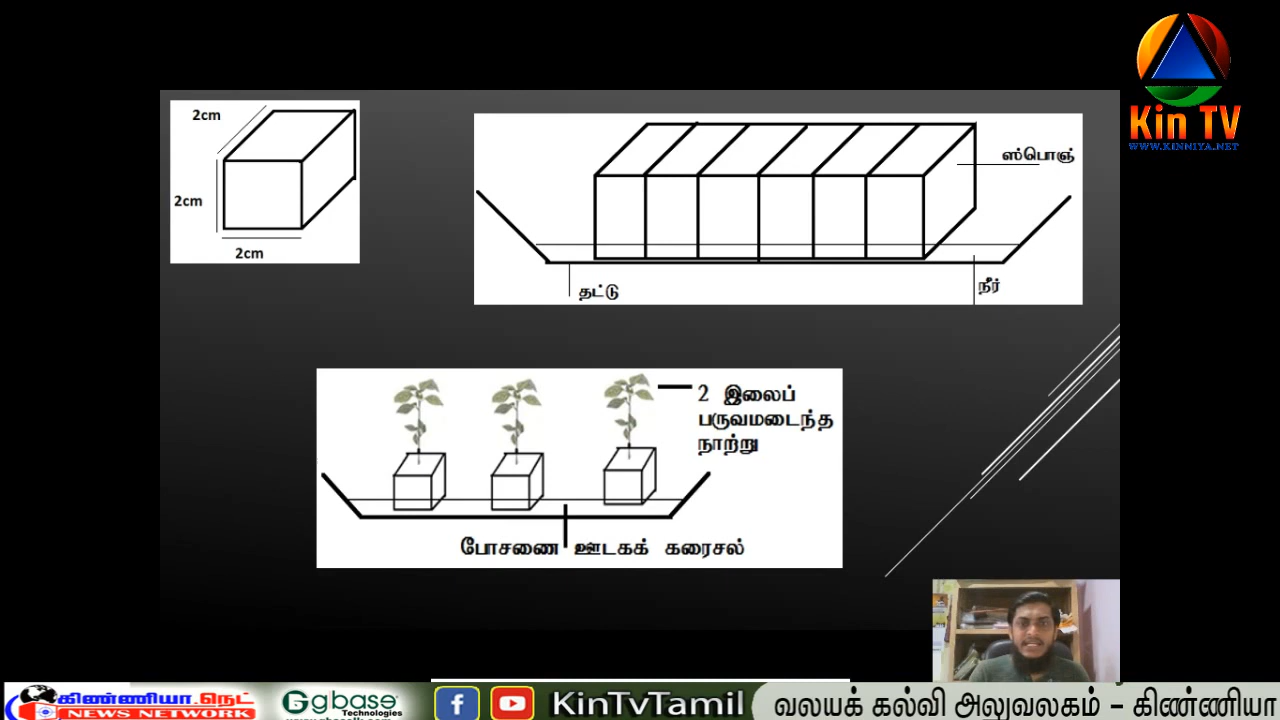 2cm
2cm
2cm
ஸ்பொஞ்
தட்டு
நீர்
2 இலைப்
பருவமடைந்த
நாற்று
போசணை ஊடகக் கரைசல்
Kin TV
WWW.KINNIYA.NET
கிண்ணியா.நெட்
NEWS NETWORK
gbase
Technologies
KinTvTamil
வலயக் கல்வி அலுவலகம் - கிண்ணியா